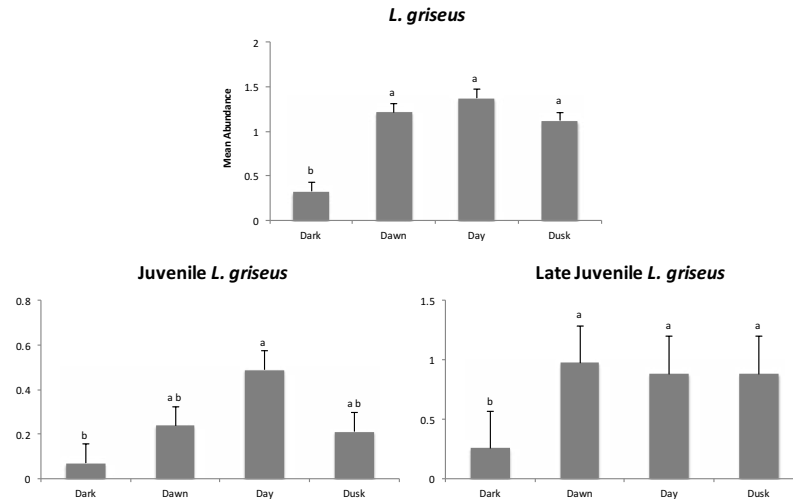 L. griseus
2
1.5
1
0.5
0
Mean Abundance
b
a
a
a
Dark Dawn Day Dusk
Juvenile L. griseus
0.8
0.6
0.4
0.2
0
b
a b
a
a b
Dark Dawn Day Dusk
Late Juvenile L. griseus
1.5
1
0.5
0
b
a
a
a
Dark Dawn Day Dusk